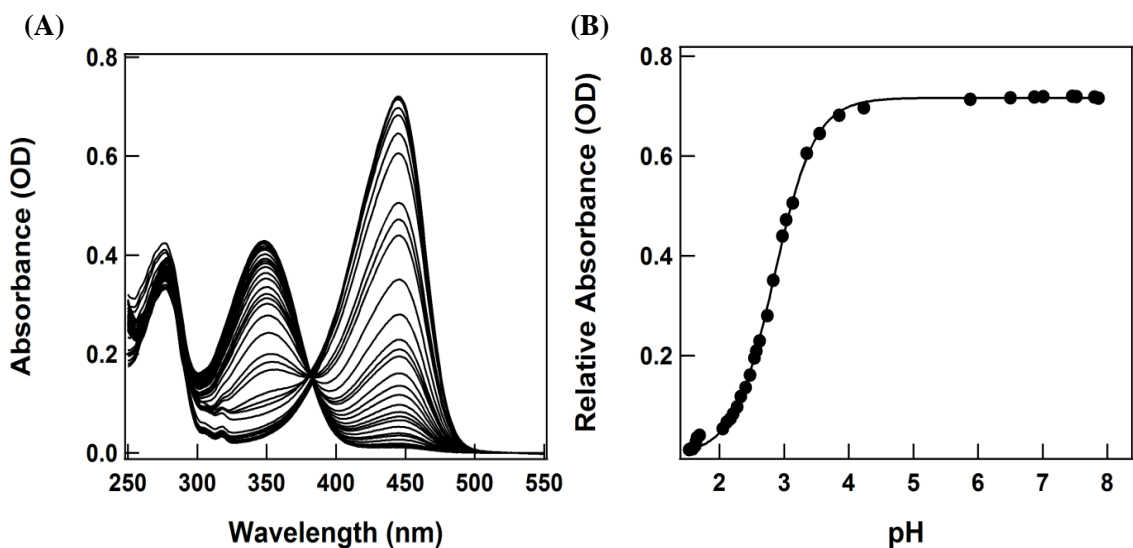 (A)
Absorbance (OD)
0.8
0.6
0.4
0.2
0.0
250 300 350 400 450 500 550
Wavelength (nm)
(B)
Relative Absorbance (OD)
0.8
0.6
0.4
0.2
2 3 4 5 6 7 8
pH